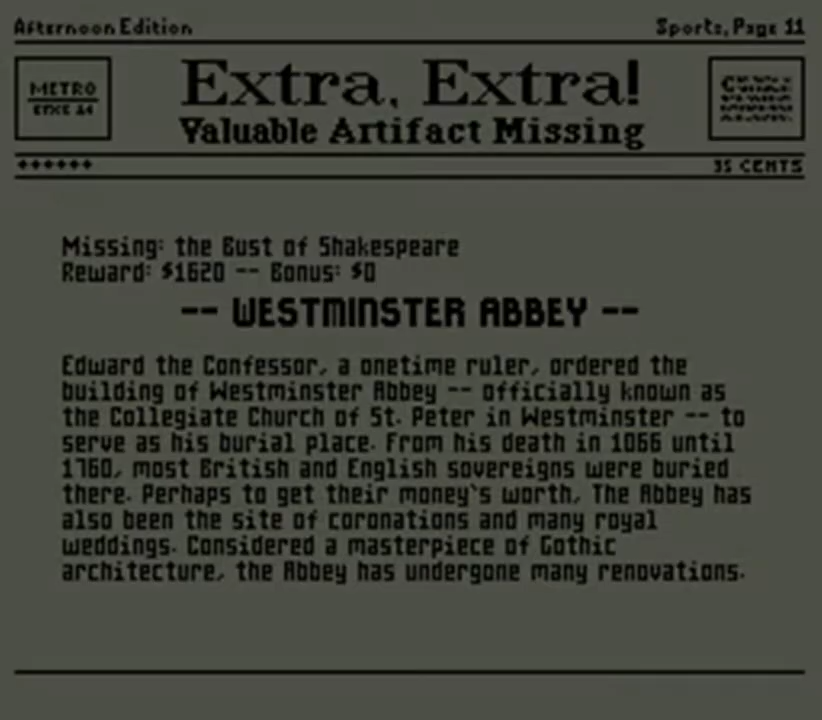 Afternoon Edition
Sports, Page 11
METRO
Extra, Extra!
Valuable Artifact Missing
35 CENTS
Missing: the Bust of Shakespeare
Reward: $1620 -- Bonus: $0
-- WESTMINSTER ABBEY --
Edward the Confessor, a onetime ruler, ordered the
building of Westminster Abbey -- officially known as
the Collegiate Church of St. Peter in Westminster -- to
serve as his burial place. From his death in 1066 until
1760, most British and English sovereigns were buried
there. Perhaps to get their money's worth, The Abbey has
also been the site of coronations and many royal
weddings. Considered a masterpiece of Gothic
architecture, the Abbey has undergone many renovations.